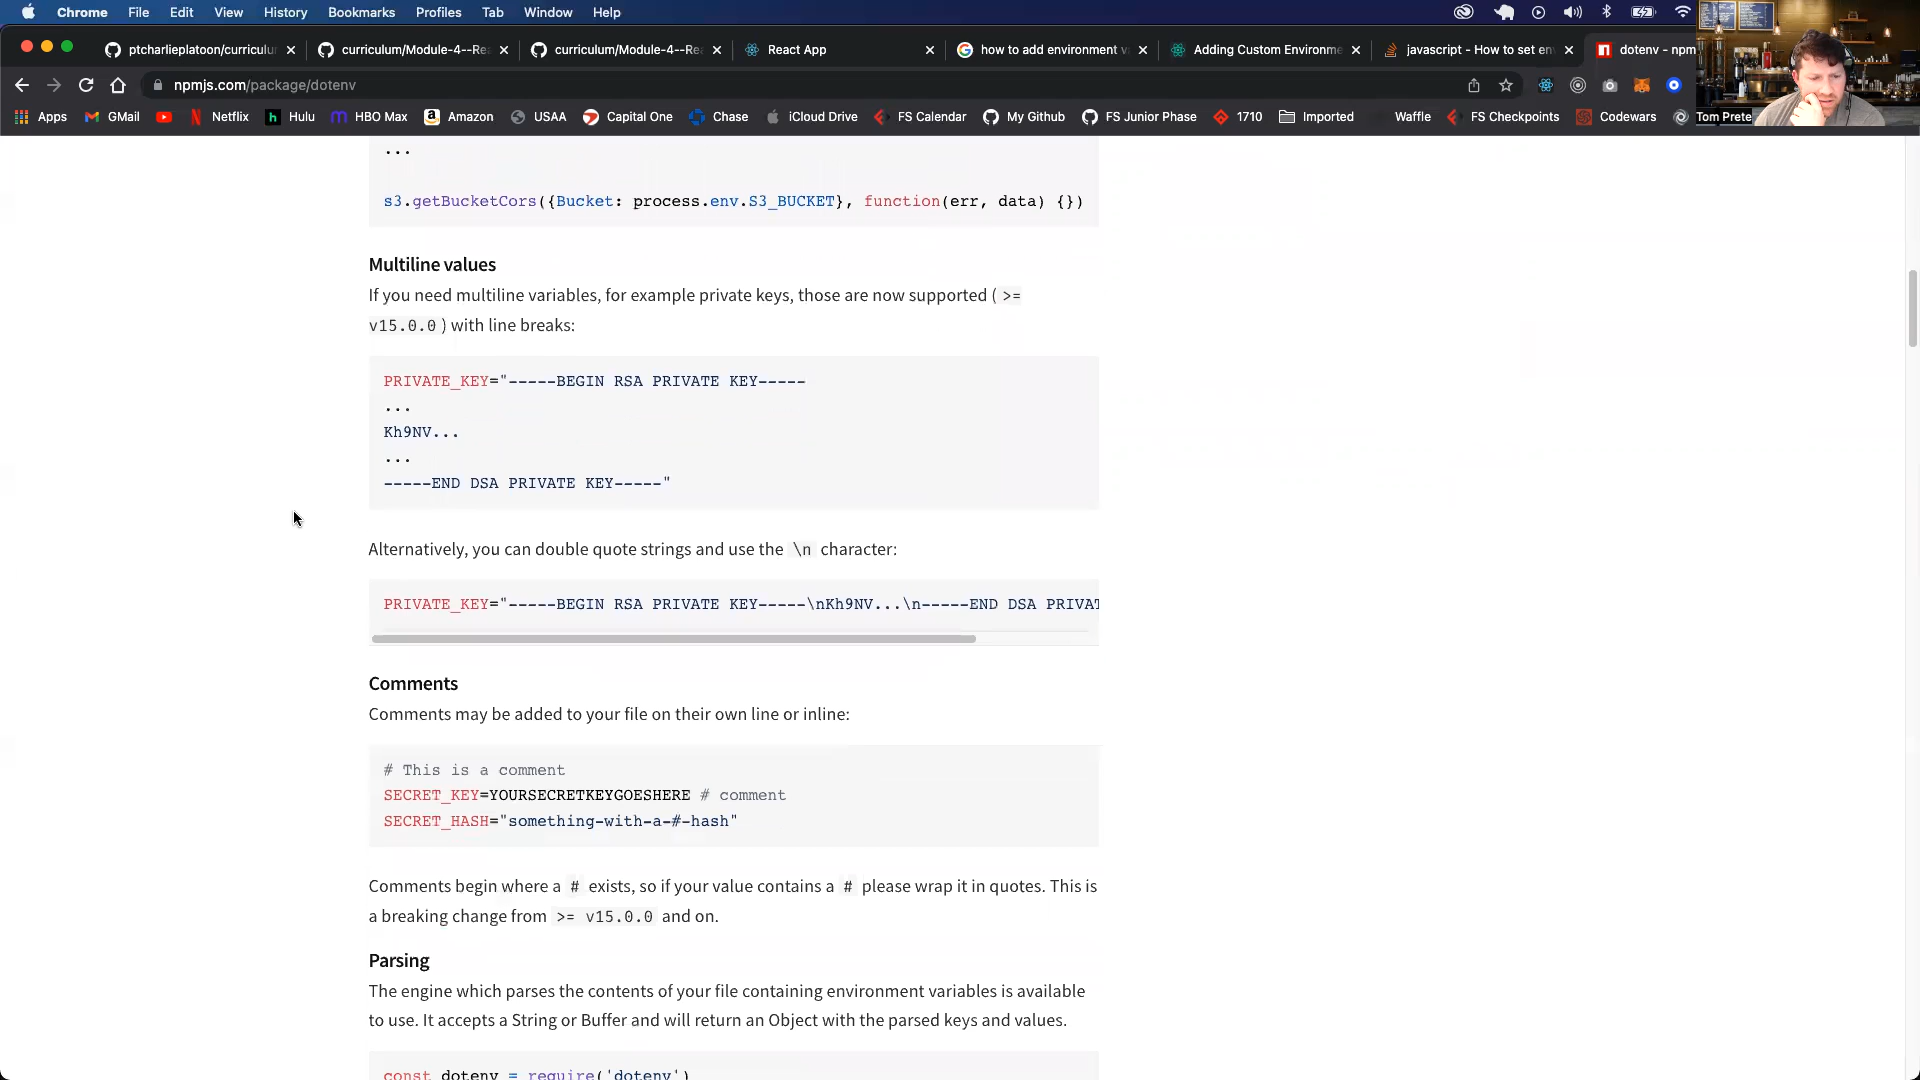 Chrome File Edit View History Bookmarks Profiles Tab Window Help
ptcharlieplatoon/curriculu
curriculum/Module-4--Rea
curriculum/Module-4--Rea
React App
how to add environment v
Adding Custom Environme
javascript - How to set env
dotenv - npm
npmjs.com/package/dotenv
Apps GMail Netflix Hulu HBO Max Amazon USAA Capital One Chase iCloud Drive FS Calendar My Github FS Junior Phase 1710 Imported Waffle FS Checkpoints Codewars
Tom Prete
...
s3.getBucketCors({Bucket: process.env.S3_BUCKET}, function(err, data) {})
Multiline values
If you need multiline variables, for example private keys, those are now supported ( >=
v15.0.0 ) with line breaks:
PRIVATE_KEY="-----BEGIN RSA PRIVATE KEY-----
...
Kh9NV...
...
-----END DSA PRIVATE KEY-----"
Alternatively, you can double quote strings and use the \n character:
PRIVATE_KEY="-----BEGIN RSA PRIVATE KEY-----\nKh9NV...\n-----END DSA PRIVAT
Comments
Comments may be added to your file on their own line or inline:
# This is a comment
SECRET_KEY=YOURSECRETKEYGOESHERE # comment
SECRET_HASH="something-with-a-#-hash"
Comments begin where a # exists, so if your value contains a # please wrap it in quotes. This is
a breaking change from >= v15.0.0 and on.
Parsing
The engine which parses the contents of your file containing environment variables is available
to use. It accepts a String or Buffer and will return an Object with the parsed keys and values.
const dotenv = require('dotenv')